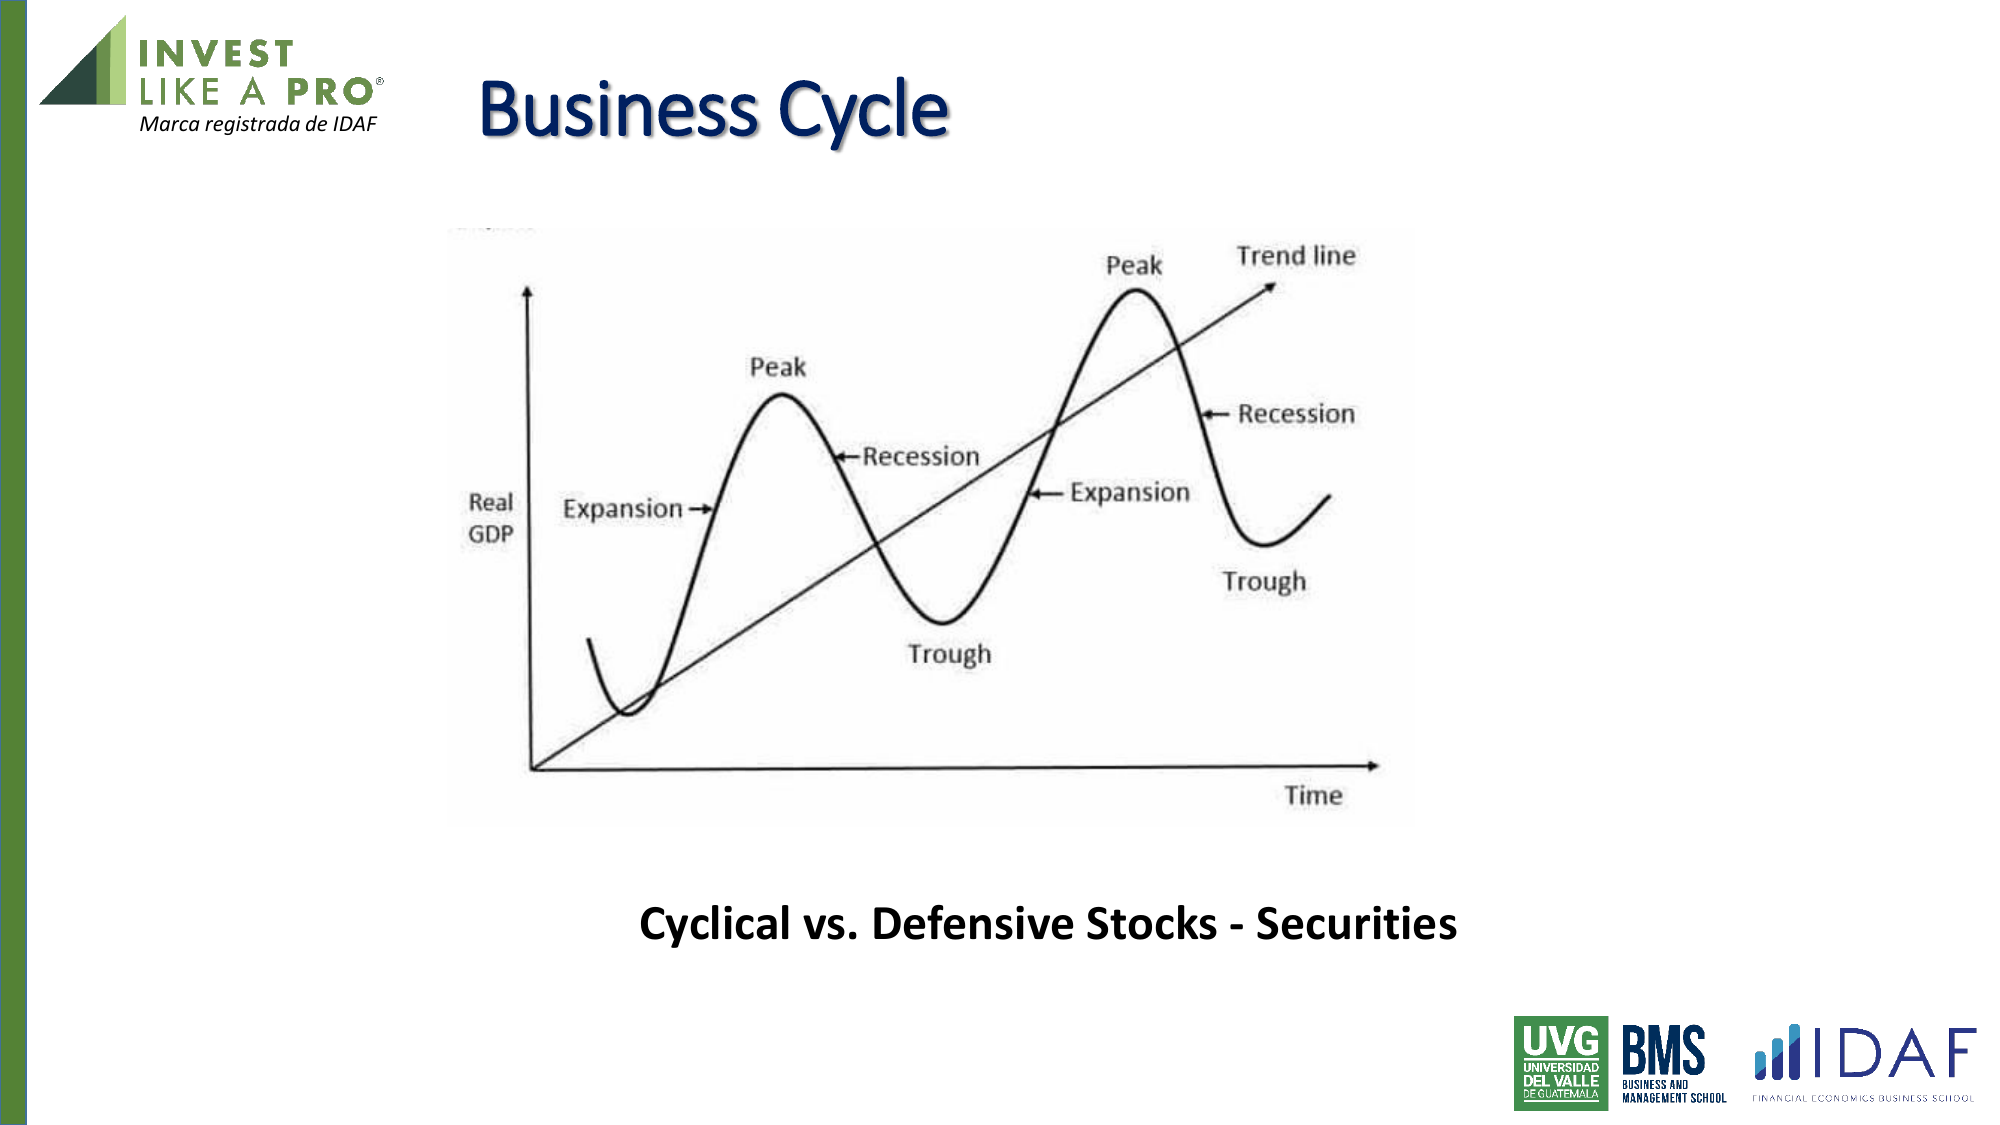 INVEST
LIKE A PRO®
Marca registrada de IDAF
Business Cycle
Peak
Trend line
Peak
Recession
Recession
Real
GDP
Expansion
Expansion
Trough
Trough
Time
Cyclical vs. Defensive Stocks - Securities
UVG
UNIVERSIDAD
DEL VALLE
DE GUATEMALA
BMS
BUSINESS AND
MANAGEMENT SCHOOL
IDAF
FINANCIAL ECONOMICS BUSINESS SCHOOL